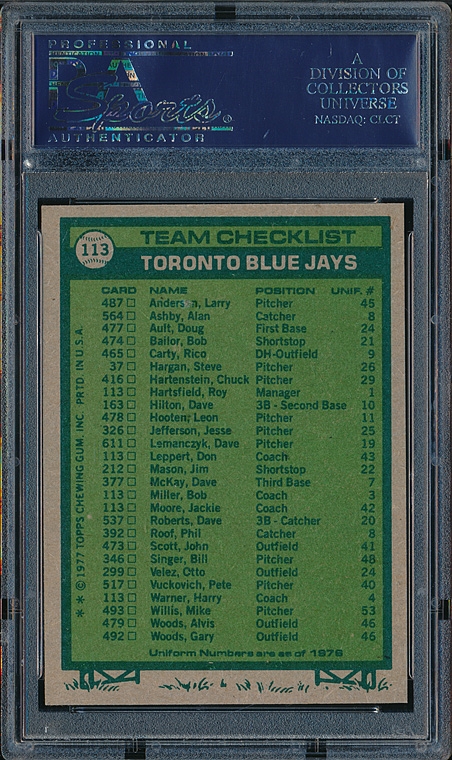 PROFESSIONAL
PSA
Sports
AUTHENTICATOR
A
DIVISION OF
COLLECTORS
UNIVERSE
NASDAQ: CLCT
113
TEAM CHECKLIST
TORONTO BLUE JAYS
CARD NAME POSITION UNIF. #
487 □ Anderson, Larry Pitcher 45
564 □ Ashby, Alan Catcher 8
477 □ Ault, Doug First Base 24
474 □ Bailor, Bob Shortstop 21
465 □ Carty, Rico DH-Outfield 9
37 □ Hargan, Steve Pitcher 26
416 □ Hartenstein, Chuck Pitcher 29
113 □ Hartsfield, Roy Manager 1
163 □ Hilton, Dave 3B - Second Base 10
478 □ Hooten, Leon Pitcher 11
326 □ Jefferson, Jesse Pitcher 25
611 □ Lemanczyk, Dave Pitcher 19
113 □ Leppert, Don Coach 43
212 □ Mason, Jim Shortstop 22
377 □ McKay, Dave Third Base 7
113 □ Miller, Bob Coach 3
113 □ Moore, Jackie Coach 42
537 □ Roberts, Dave 3B - Catcher 20
392 □ Roof, Phil Catcher 8
473 □ Scott, John Outfield 41
346 □ Singer, Bill Pitcher 48
299 □ Velez, Otto Outfield 24
517 □ Vuckovich, Pete Pitcher 40
113 □ Warner, Harry Coach 4
493 □ Willis, Mike Pitcher 53
479 □ Woods, Alvis Outfield 46
492 □ Woods, Gary Outfield 46
Uniform Numbers are as of 1976
* * © 1977 TOPPS CHEWING GUM, INC. PRTD. IN U.S.A.